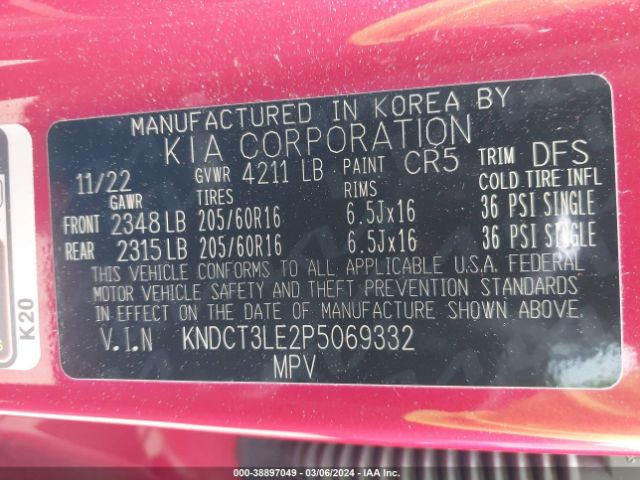 MANUFACTURED IN KOREA BY
KIA CORPORATION
11/22 GVWR 4211 LB PAINT CR5 TRIM DFS
GAWR TIRES RIMS COLD TIRE INFL
FRONT 2348 LB 205/60R16 6.5Jx16 36 PSI SINGLE
REAR 2315 LB 205/60R16 6.5Jx16 36 PSI SINGLE
THIS VEHICLE CONFORMS TO ALL APPLICABLE U.S.A. FEDERAL
MOTOR VEHICLE SAFETY AND THEFT PREVENTION STANDARDS
IN EFFECT ON THE DATE OF MANUFACTURE SHOWN ABOVE.
V.I.N KNDCT3LE2P5069332
MPV
K20
000-38897049 - 03/06/2024 - IAA Inc.